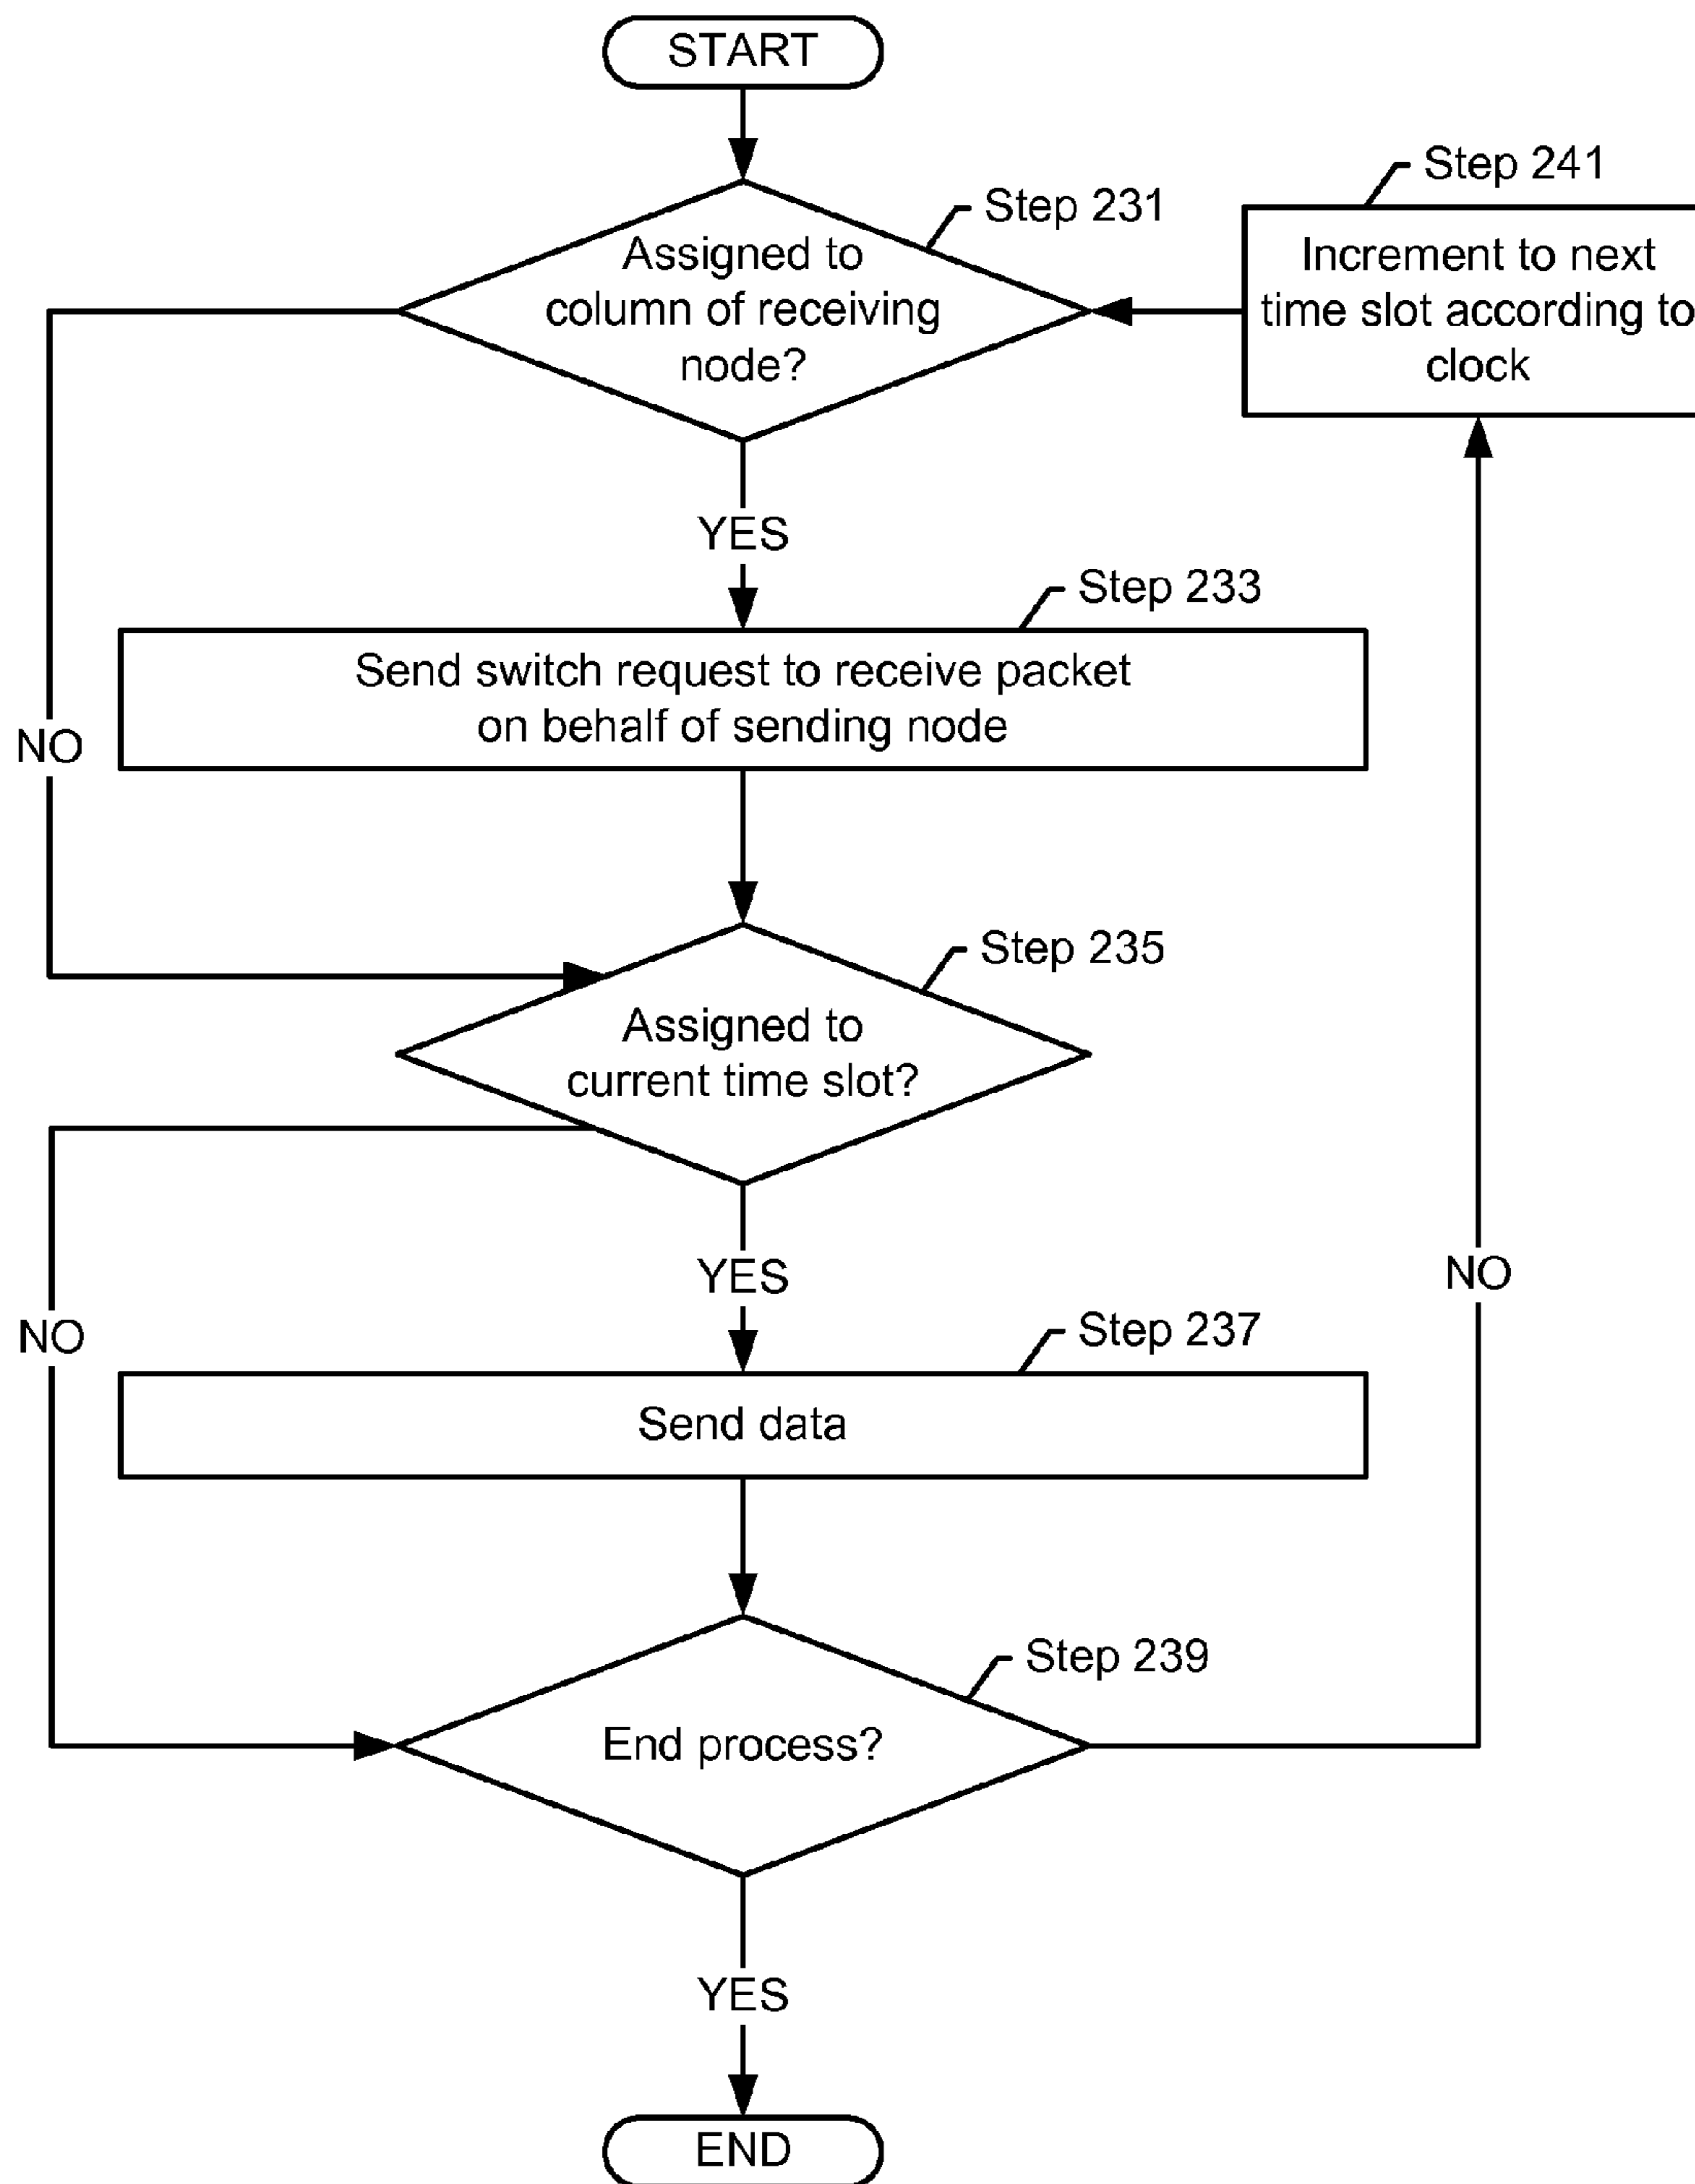 START
Step 241
Step 231
Assigned to
column of receiving
node?
Increment to next
time slot according to
clock
YES
Step 233
Send switch request to receive packet
on behalf of sending node
NO
Step 235
Assigned to
current time slot?
YES
NO
NO
Step 237
Send data
Step 239
End process?
YES
END